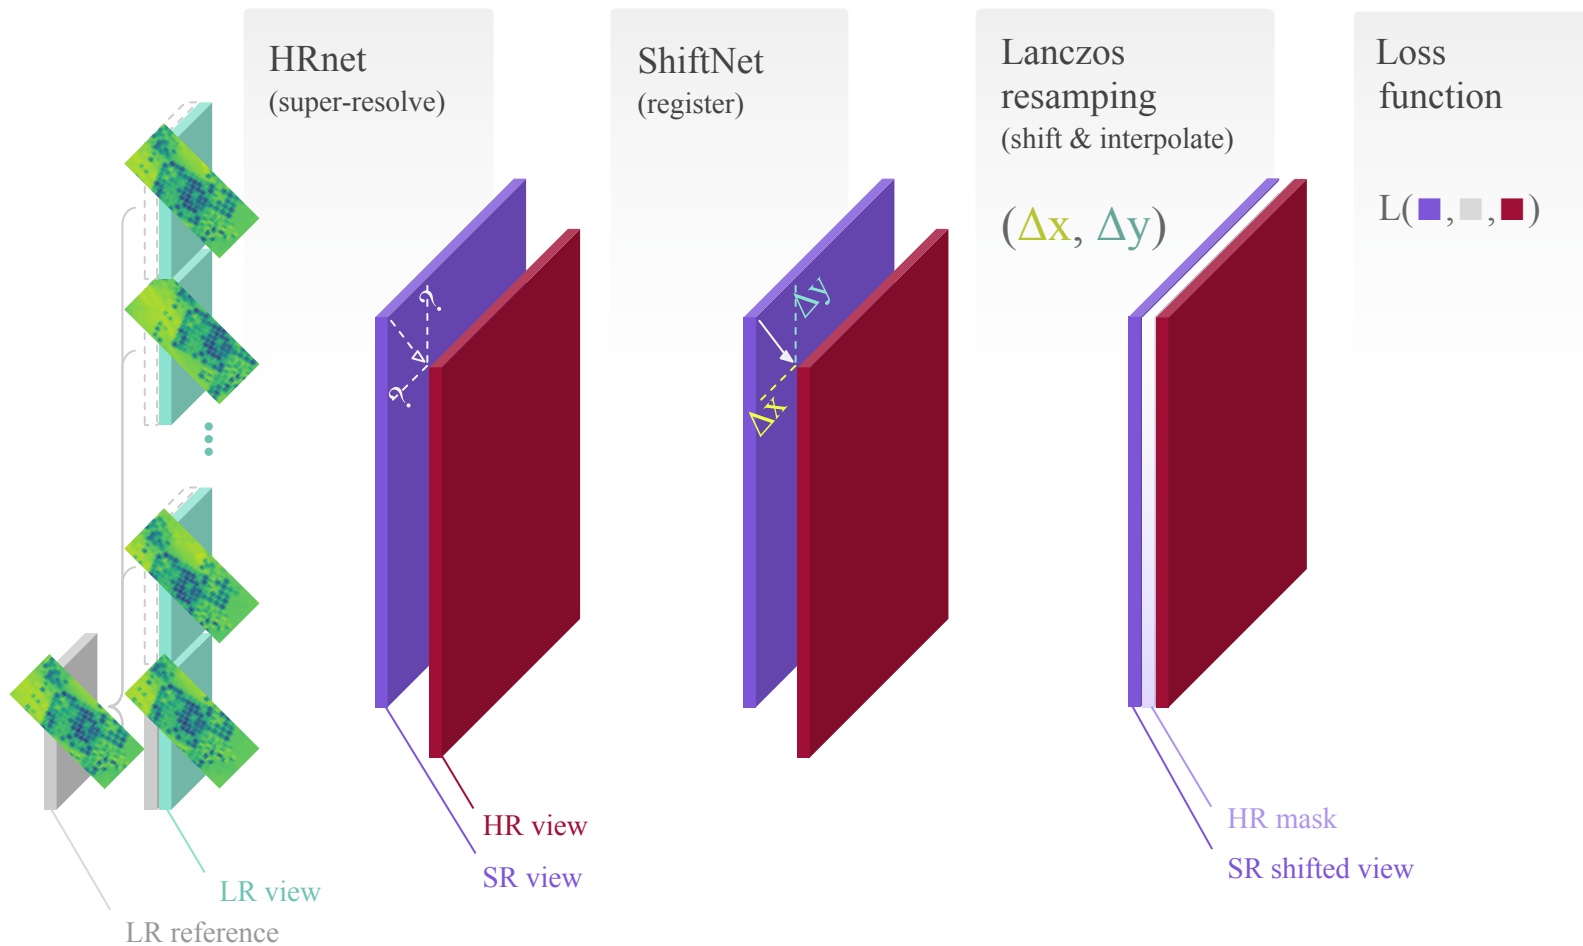 HRnet
(super-resolve)
ShiftNet
(register)
Lanczos
resamping
(shift & interpolate)
(Δx, Δy)
Loss
function
L(■,■,■)
?
?
Δy
Δx
HR view
SR view
LR view
LR reference
HR mask
SR shifted view